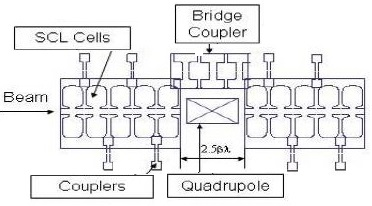 Bridge
Coupler
SCL Cells
Beam
2.5βλ
Couplers
Quadrupole